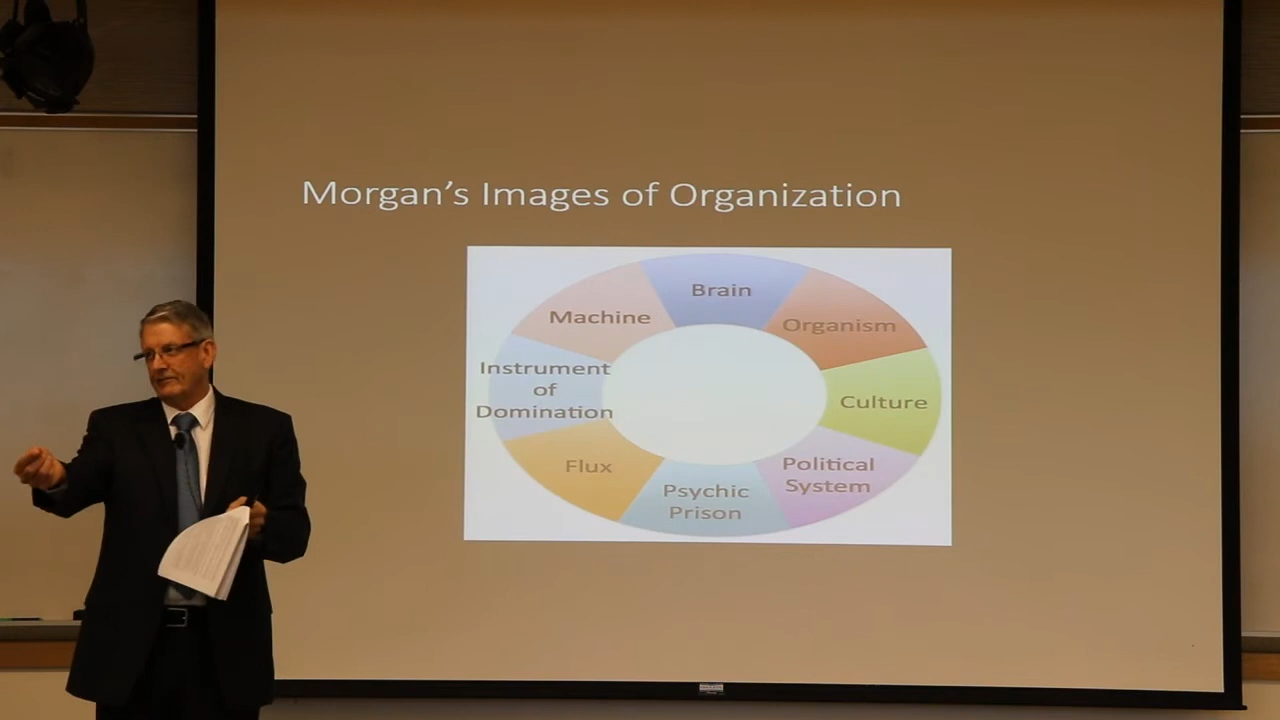 Morgan's Images of Organization
Brain
Machine
Organism
Instrument
of
Domination
Culture
Flux
Political
System
Psychic
Prison